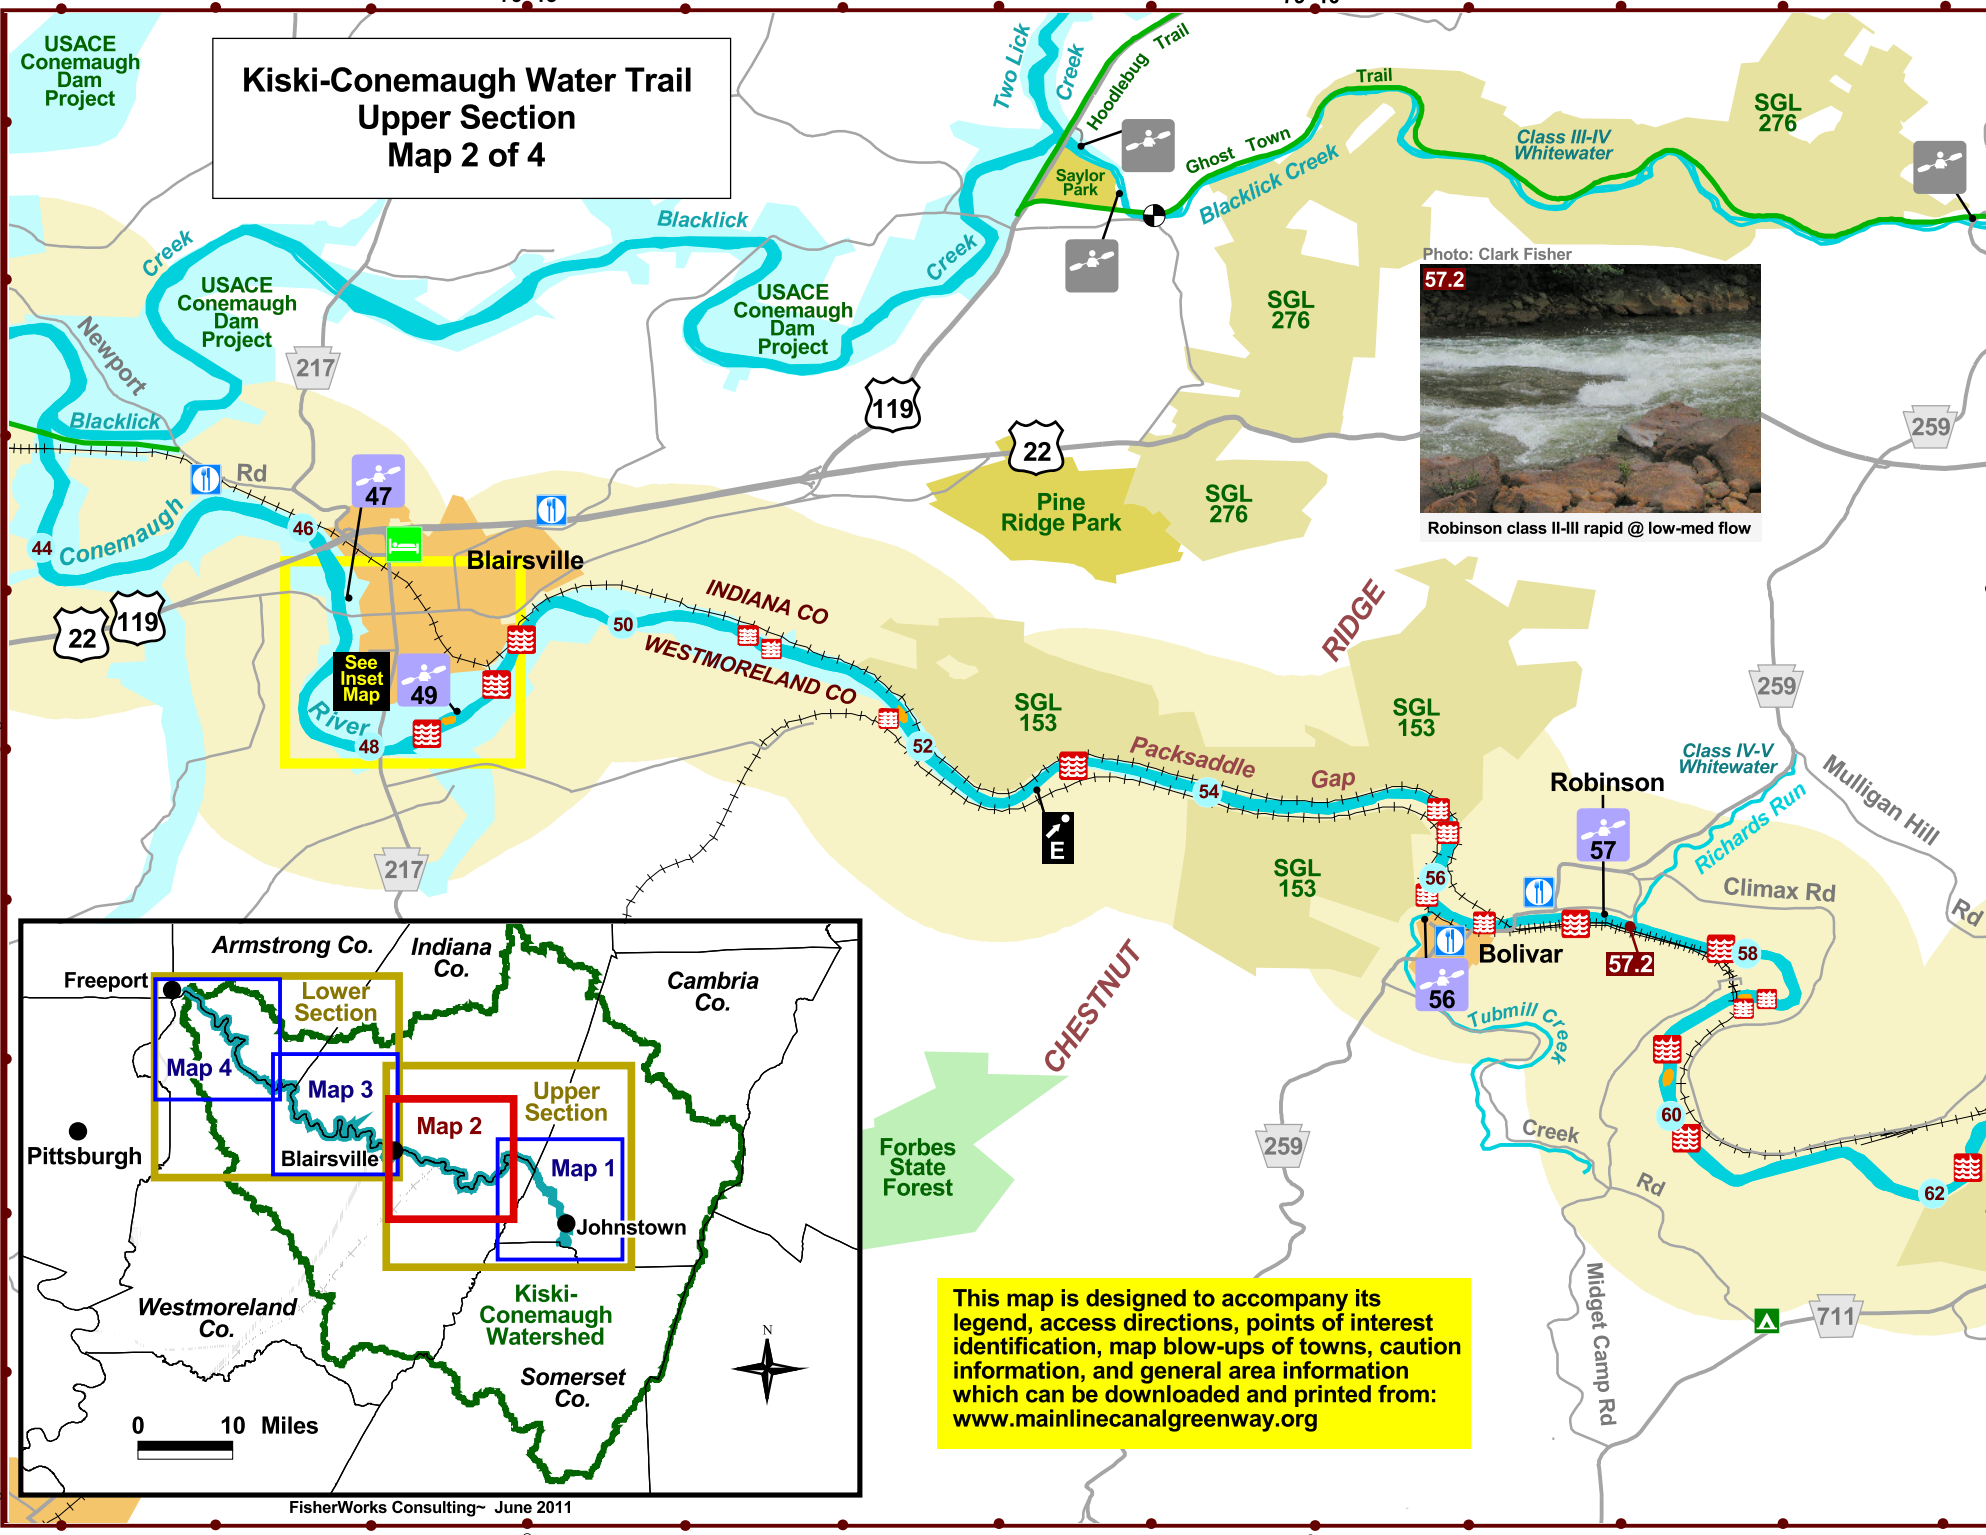 USACE
Conemaugh
Dam
Project
Kiski-Conemaugh Water Trail
Upper Section
Map 2 of 4
Two Lick
Creek
Hoodlebug Trail
Trail
Ghost Town
Blacklick Creek
Class III-IV
Whitewater
SGL
276
Saylor
Park
Creek
Blacklick
Creek
USACE
Conemaugh
Dam
Project
USACE
Conemaugh
Dam
Project
SGL
276
Photo: Clark Fisher
57.2
Robinson class II-III rapid @ low-med flow
Newport
Rd
217
Blacklick
119
22
259
Pine
Ridge Park
SGL
276
47
46
44
Conemaugh
22
119
Blairsville
See
Inset
Map
49
River
48
50
INDIANA CO
WESTMORELAND CO
52
SGL
153
RIDGE
SGL
153
259
Packsaddle
Gap
54
E
Class IV-V
Whitewater
Mulligan Hill
Rd
Robinson
57
Richards Run
Climax Rd
217
SGL
153
56
Bolivar
56
57.2
58
CHESTNUT
Tubmill Creek
60
Creek
259
Rd
62
Forbes
State
Forest
711
Midget Camp Rd
Armstrong Co.
Indiana
Co.
Cambria
Co.
Freeport
Lower
Section
Map 4
Map 3
Upper
Section
Map 2
Map 1
Pittsburgh
Blairsville
Johnstown
Westmoreland
Co.
Kiski-
Conemaugh
Watershed
Somerset
Co.
N
0 10 Miles
This map is designed to accompany its
legend, access directions, points of interest
identification, map blow-ups of towns, caution
information, and general area information
which can be downloaded and printed from:
www.mainlinecanalgreenway.org
FisherWorks Consulting~ June 2011